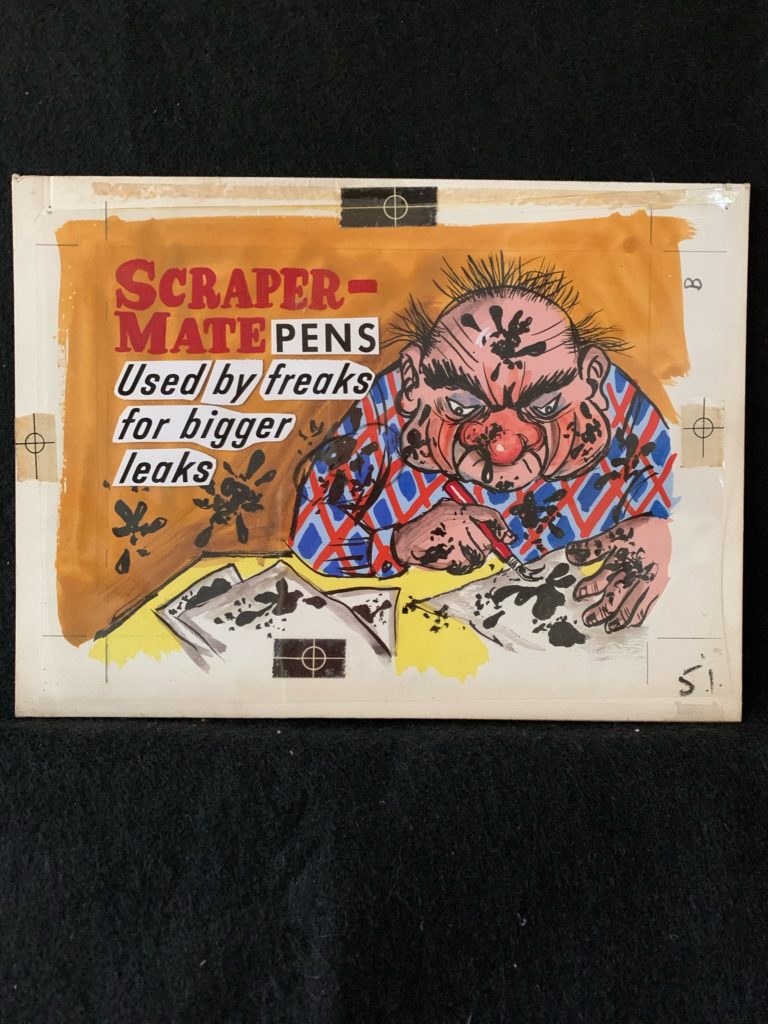 SCRAPER-
MATE PENS
Used by freaks
for bigger
leaks
B
51